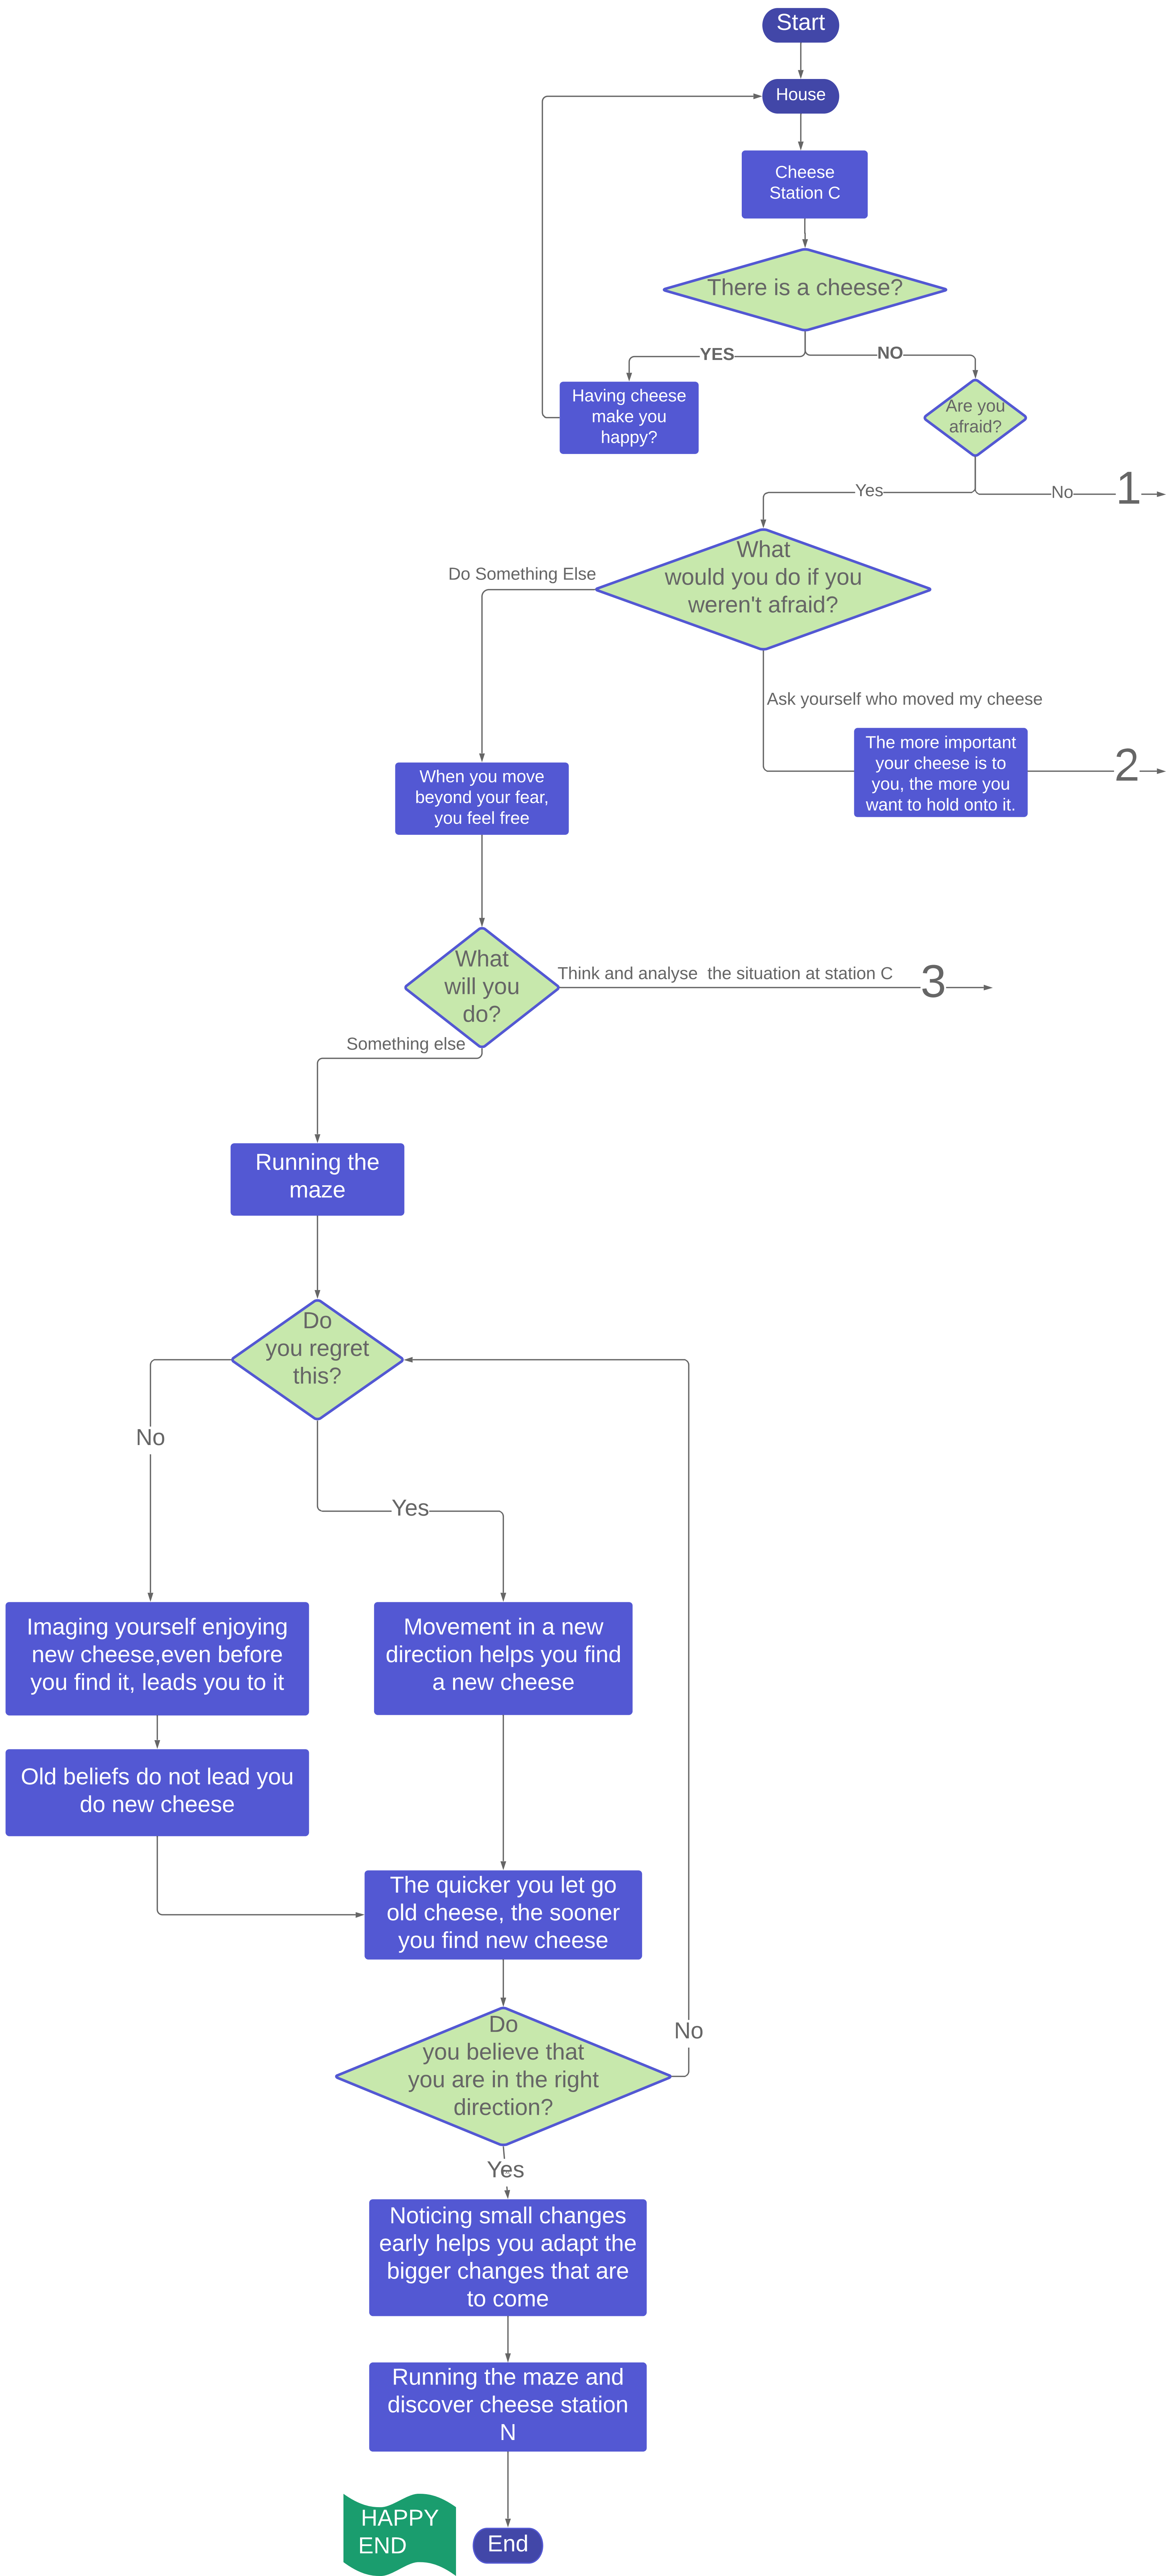 Start
House
Cheese
Station C
There is a cheese?
YES
NO
Having cheese
make you
happy?
Are you
afraid?
Yes
No
1
What
would you do if you
weren't afraid?
Do Something Else
Ask yourself who moved my cheese
The more important
your cheese is to
you, the more you
want to hold onto it.
2
When you move
beyond your fear,
you feel free
What
will you
do?
Think and analyse  the situation at station C
3
Something else
Running the
maze
Do
you regret
this?
No
Yes
Imaging yourself enjoying
new cheese,even before
you find it, leads you to it
Movement in a new
direction helps you find
a new cheese
Old beliefs do not lead you
do new cheese
The quicker you let go
old cheese, the sooner
you find new cheese
Do
you believe that
you are in the right
direction?
No
Yes
Noticing small changes
early helps you adapt the
bigger changes that are
to come
Running the maze and
discover cheese station
N
HAPPY
END
End